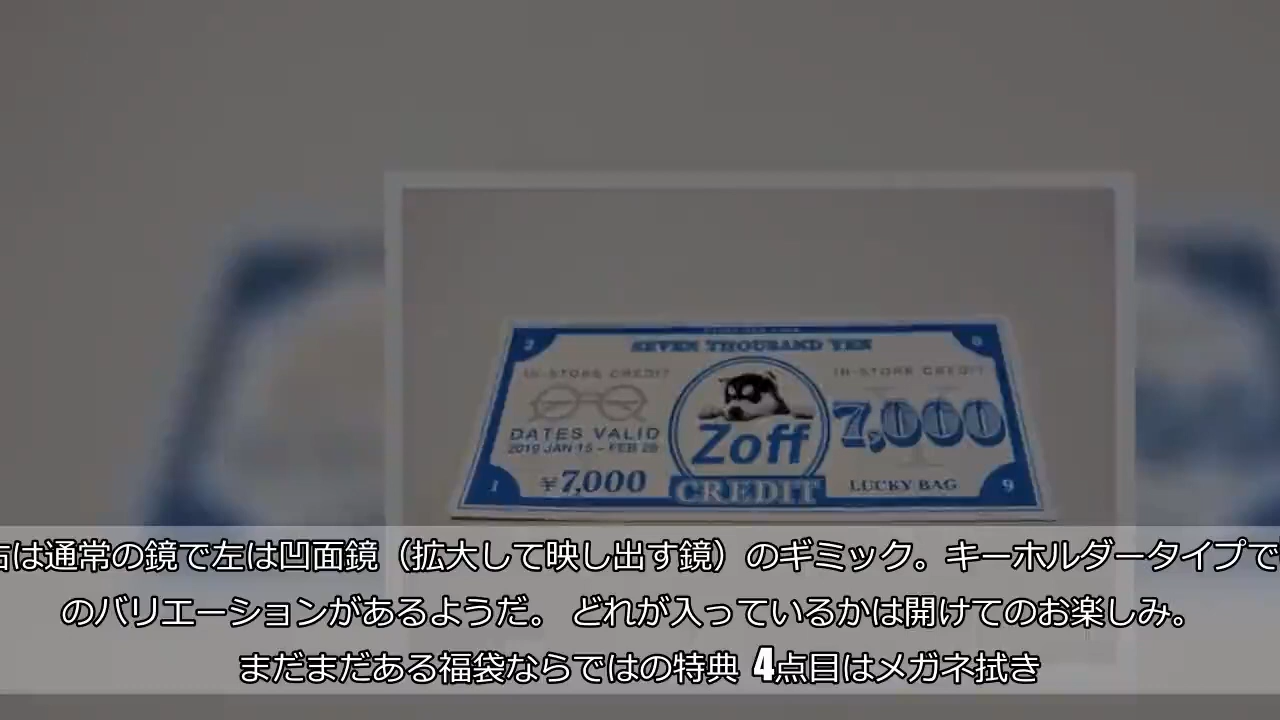 2
0
SEVEN THOUSAND YEN
IN-STORE CREDIT
IN-STORE CREDIT
7,000
DATES VALID
Zoff
2019 JAN 15 - FEB 28
¥7,000
CREDIT
LUCKY BAG
1
9
は通常の鏡で左は凹面鏡（拡大して映し出す鏡）のギミック。キーホルダータイプで
のバリエーションがあるようだ。 どれが入っているかは開けてのお楽しみ。
まだまだある福袋ならではの特典 4点目はメガネ拭き